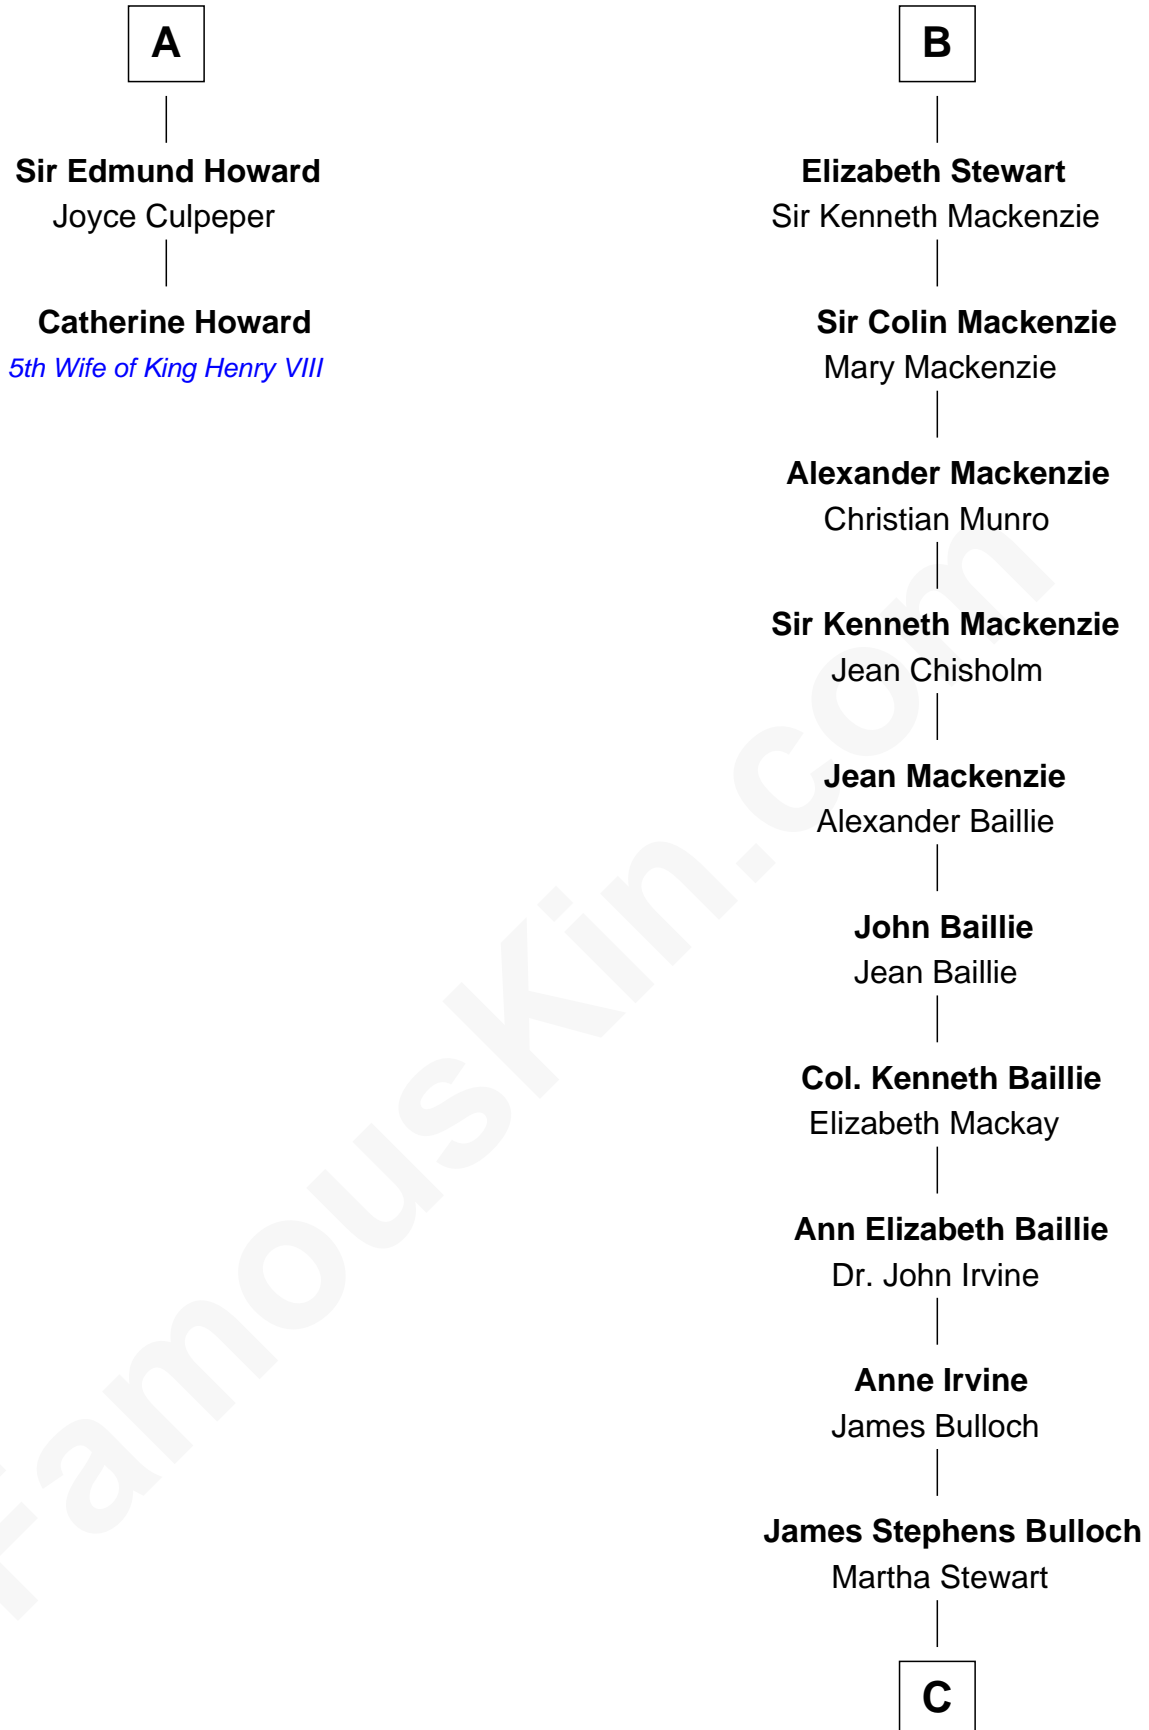 A
Sir Edmund Howard
Joyce Culpeper
Catherine Howard
5th Wife of King Henry VIII
B
Elizabeth Stewart
Sir Kenneth Mackenzie
Sir Colin Mackenzie
Mary Mackenzie
Alexander Mackenzie
Christian Munro
Sir Kenneth Mackenzie
Jean Chisholm
Jean Mackenzie
Alexander Baillie
John Baillie
Jean Baillie
Col. Kenneth Baillie
Elizabeth Mackay
Ann Elizabeth Baillie
Dr. John Irvine
Anne Irvine
James Bulloch
James Stephens Bulloch
Martha Stewart
C
FamousKin.com